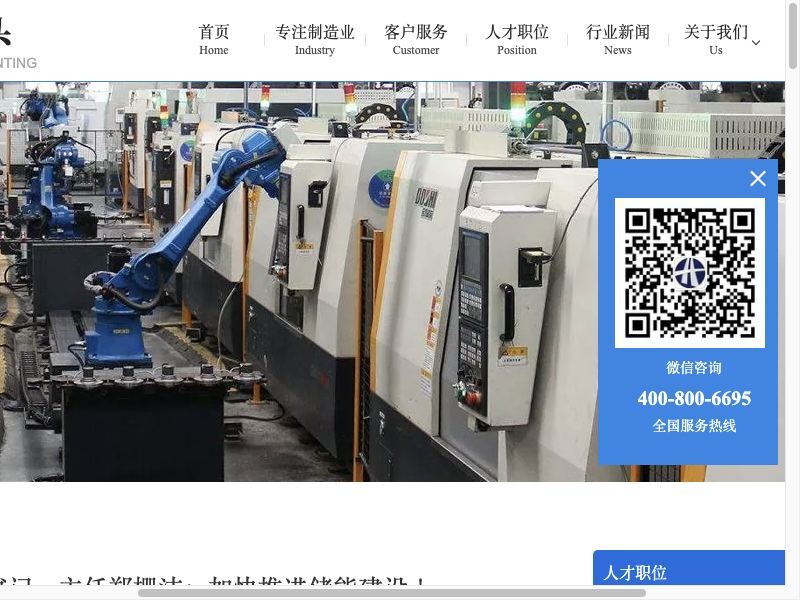 NTING
首页
Home
专注制造业
Industry
客户服务
Customer
人才职位
Position
行业新闻
News
关于我们
Us
微信咨询
400-800-6695
全国服务热线
人才职位